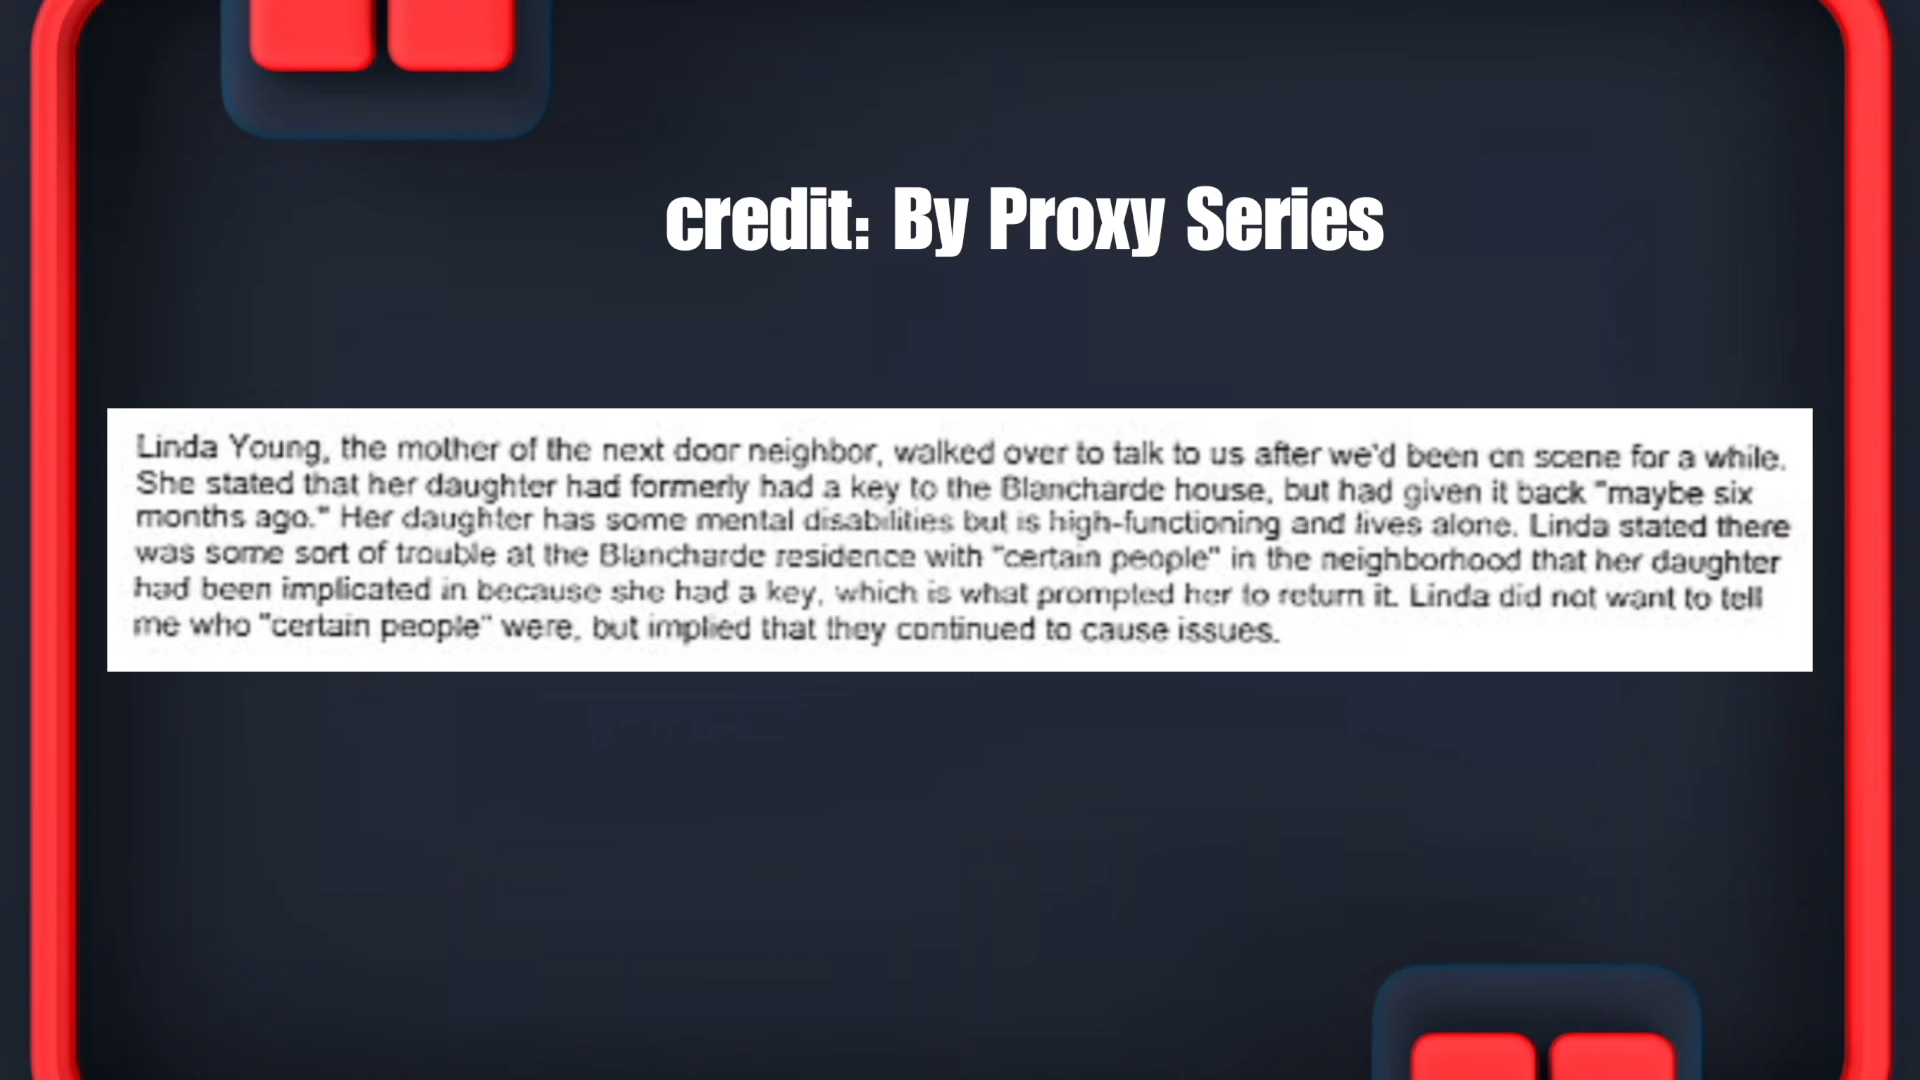 credit: By Proxy Series
Linda Young, the mother of the next door neighbor, walked over to talk to us after we'd been on scene for a while.
She stated that her daughter had formerly had a key to the Blancharde house, but had given it back "maybe six
months ago." Her daughter has some mental disabilities but is high-functioning and lives alone. Linda stated there
was some sort of trouble at the Blancharde residence with "certain people" in the neighborhood that her daughter
had been implicated in because she had a key, which is what prompted her to return it. Linda did not want to tell
me who "certain people" were, but implied that they continued to cause issues.